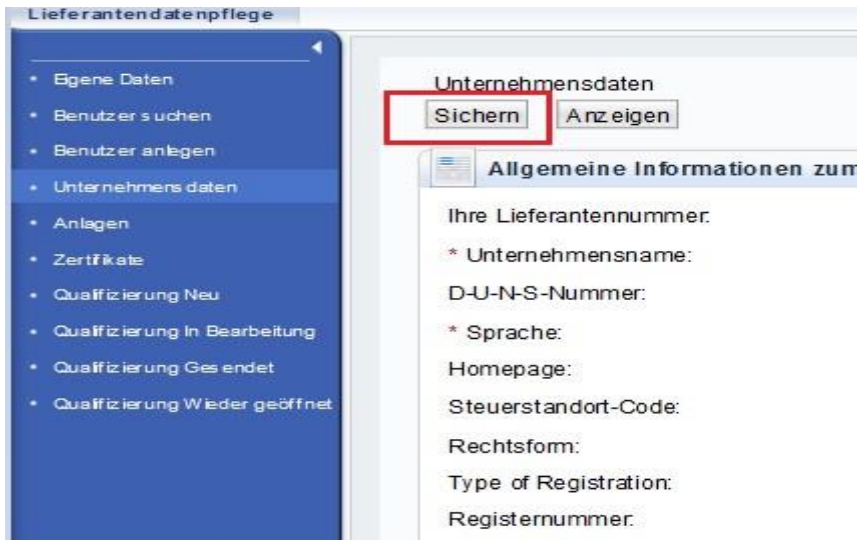 Lieferantendatenpflege
Eigene Daten
Benutzer suchen
Benutzer anlegen
Unternehmensdaten
Anlagen
Zertifikate
Qualifizierung Neu
Qualifizierung In Bearbeitung
Qualifizierung Gesendet
Qualifizierung Wieder geöffnet
Unternehmensdaten
Sichern Anzeigen
Allgemeine Informationen zum
Ihre Lieferantennummer:
* Unternehmensname:
D-U-N-S-Nummer:
* Sprache:
Homepage:
Steuerstandort-Code:
Rechtsform:
Type of Registration:
Registernummer: